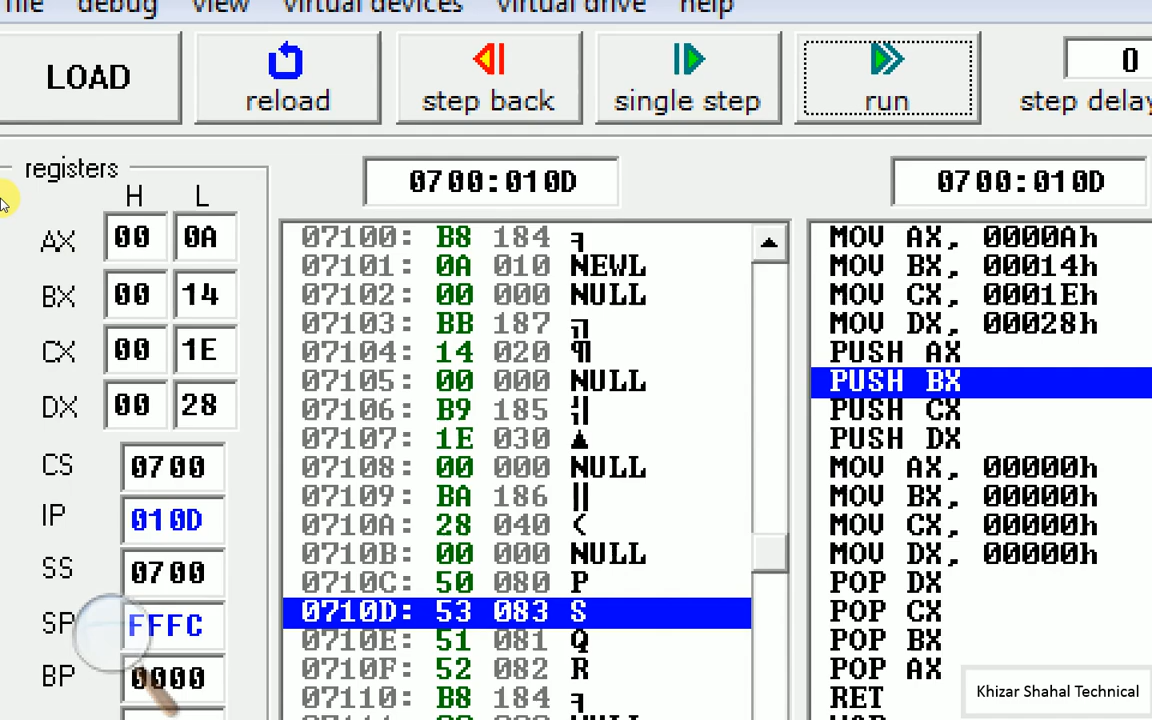 file debug view virtual devices virtual drive help
LOAD reload step back single step run 0 step delay
registers
H L
AX 00 0A
BX 00 14
CX 00 1E
DX 00 28
CS 0700
IP 010D
SS 0700
SP FFFC
BP 0000
0700:010D
07100: B8 184 ╕
07101: 0A 010 NEWL
07102: 00 000 NULL
07103: BB 187 ╗
07104: 14 020 ¶
07105: 00 000 NULL
07106: B9 185 ╣
07107: 1E 030 ▲
07108: 00 000 NULL
07109: BA 186 ║
0710A: 28 040 (
0710B: 00 000 NULL
0710C: 50 080 P
0710D: 53 083 S
0710E: 51 081 Q
0710F: 52 082 R
07110: B8 184 ╕
0700:010D
MOV AX, 0000Ah
MOV BX, 00014h
MOV CX, 0001Eh
MOV DX, 00028h
PUSH AX
PUSH BX
PUSH CX
PUSH DX
MOV AX, 00000h
MOV BX, 00000h
MOV CX, 00000h
MOV DX, 00000h
POP DX
POP CX
POP BX
POP AX
RET
Khizar Shahal Technical